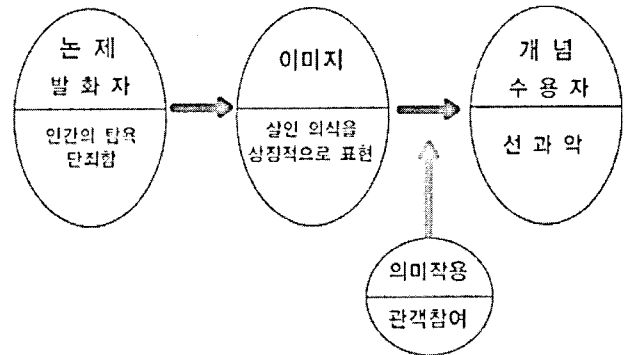 논 제
발 화 자
인간의 탐욕
단죄함
이미지
살인 의식을
상징적으로 표현
개 념
수 용 자
선 과 악
의미작용
관객참여